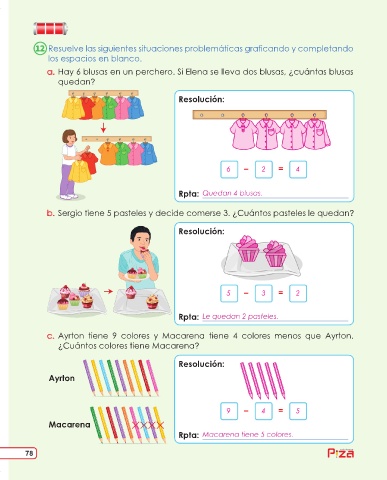 12 Resuelve las siguientes situaciones problemáticas graficando y completando
los espacios en blanco.
a. Hay 6 blusas en un perchero. Si Elena se lleva dos blusas, ¿cuántas blusas
quedan?
Resolución:
6 - 2 = 4
Rpta: Quedan 4 blusas.
b. Sergio tiene 5 pasteles y decide comerse 3. ¿Cuántos pasteles le quedan?
Resolución:
5 - 3 = 2
Rpta: Le quedan 2 pasteles.
c. Ayrton tiene 9 colores y Macarena tiene 4 colores menos que Ayrton.
¿Cuántos colores tiene Macarena?
Resolución:
Ayrton
9 - 4 = 5
Macarena
Rpta: Macarena tiene 5 colores.
78